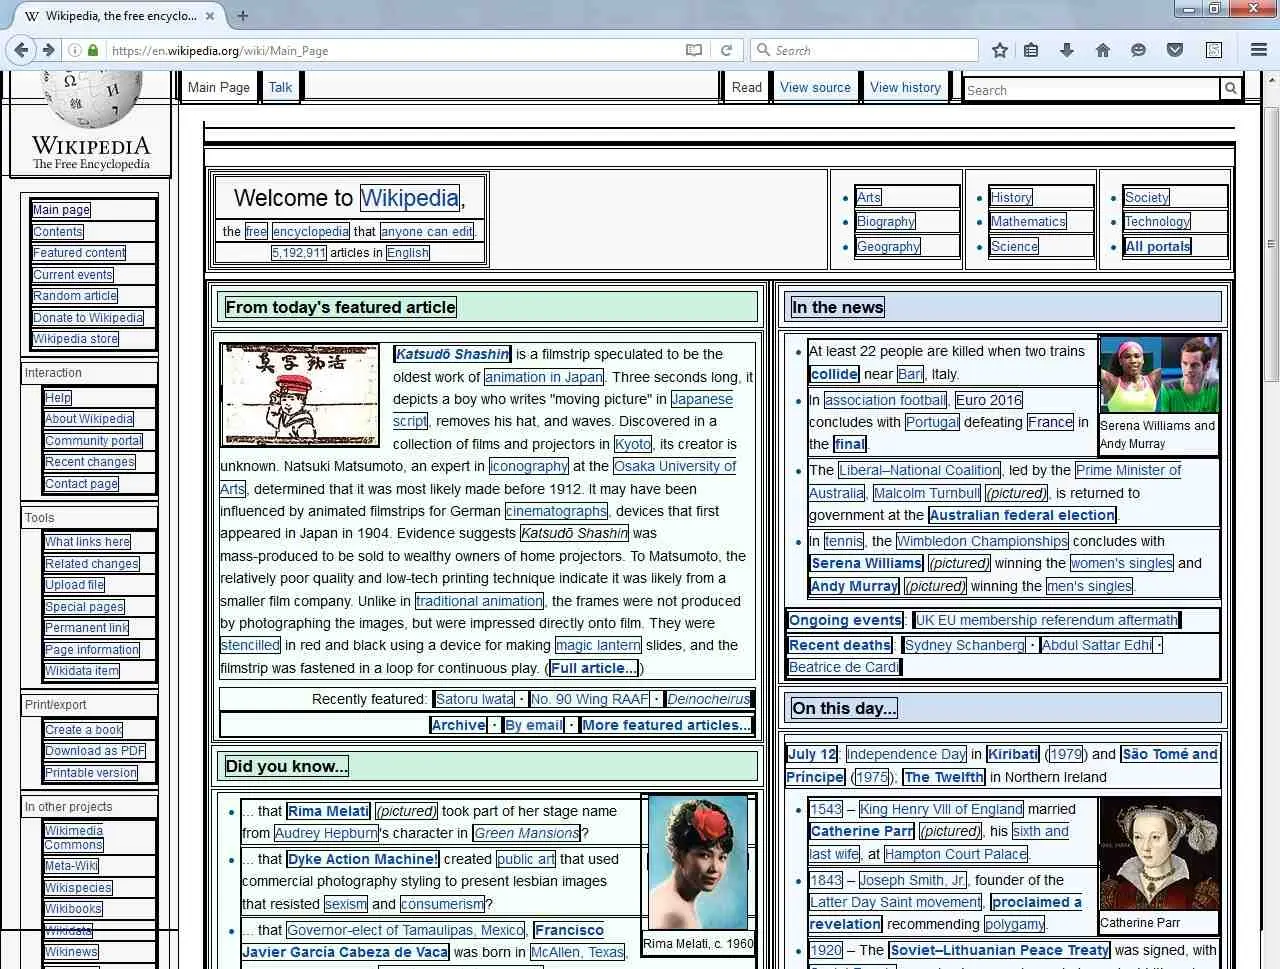 Wikipedia, the free encyclo...
https://en.wikipedia.org/wiki/Main_Page
Search
Main Page
Talk
Read
View source
View history
Search
WIKIPEDIA
The Free Encyclopedia
Main page
Contents
Featured content
Current events
Random article
Donate to Wikipedia
Wikipedia store
Interaction
Help
About Wikipedia
Community portal
Recent changes
Contact page
Tools
What links here
Related changes
Upload file
Special pages
Permanent link
Page information
Wikidata item
Print/export
Create a book
Download as PDF
Printable version
In other projects
Wikimedia
Commons
Meta-Wiki
Wikispecies
Wikibooks
Wikidata
Wikinews
Welcome to Wikipedia,
the free encyclopedia that anyone can edit.
5,192,911 articles in English
Arts
Biography
Geography
History
Mathematics
Science
Society
Technology
All portals
From today's featured article
Katsudō Shashin is a filmstrip speculated to be the
oldest work of animation in Japan. Three seconds long, it
depicts a boy who writes "moving picture" in Japanese
script, removes his hat, and waves. Discovered in a
collection of films and projectors in Kyoto, its creator is
unknown. Natsuki Matsumoto, an expert in iconography at the Osaka University of
Arts, determined that it was most likely made before 1912. It may have been
influenced by animated filmstrips for German cinematographs, devices that first
appeared in Japan in 1904. Evidence suggests Katsudō Shashin was
mass-produced to be sold to wealthy owners of home projectors. To Matsumoto, the
relatively poor quality and low-tech printing technique indicate it was likely from a
smaller film company. Unlike in traditional animation, the frames were not produced
by photographing the images, but were impressed directly onto film. They were
stencilled in red and black using a device for making magic lantern slides, and the
filmstrip was fastened in a loop for continuous play. (Full article...)
Recently featured: Satoru Iwata · No. 90 Wing RAAF · Deinocheirus
Archive · By email · More featured articles...
Did you know...
... that Rima Melati (pictured) took part of her stage name
from Audrey Hepburn's character in Green Mansions?
... that Dyke Action Machine! created public art that used
commercial photography styling to present lesbian images
that resisted sexism and consumerism?
... that Governor-elect of Tamaulipas, Mexico, Francisco
Javier García Cabeza de Vaca was born in McAllen, Texas,
Rima Melati, c. 1960
In the news
At least 22 people are killed when two trains
collide near Bari, Italy.
In association football, Euro 2016
concludes with Portugal defeating France in
the final.
The Liberal–National Coalition, led by the Prime Minister of
Australia, Malcolm Turnbull (pictured), is returned to
government at the Australian federal election.
In tennis, the Wimbledon Championships concludes with
Serena Williams (pictured) winning the women's singles and
Andy Murray (pictured) winning the men's singles.
Serena Williams and
Andy Murray
Ongoing events: UK EU membership referendum aftermath
Recent deaths: Sydney Schanberg · Abdul Sattar Edhi ·
Beatrice de Cardi
On this day...
July 12: Independence Day in Kiribati (1979) and São Tomé and
Príncipe (1975); The Twelfth in Northern Ireland
1543 – King Henry VIII of England married
Catherine Parr (pictured), his sixth and
last wife, at Hampton Court Palace.
1843 – Joseph Smith, Jr., founder of the
Latter Day Saint movement, proclaimed a
revelation recommending polygamy.
1920 – The Soviet–Lithuanian Peace Treaty was signed, with
Catherine Parr